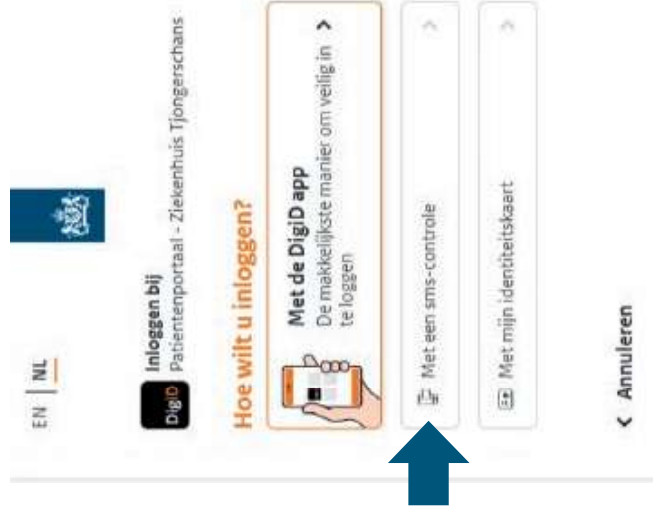 EN | NL
DigiD
Inloggen bij
Patientenportaal - Ziekenhuis Tjongerschans
Hoe wilt u inloggen?
Met de DigiD app
De makkelijkste manier om veilig in
te loggen
Met een sms-controle
Met mijn identiteitskaart
Annuleren